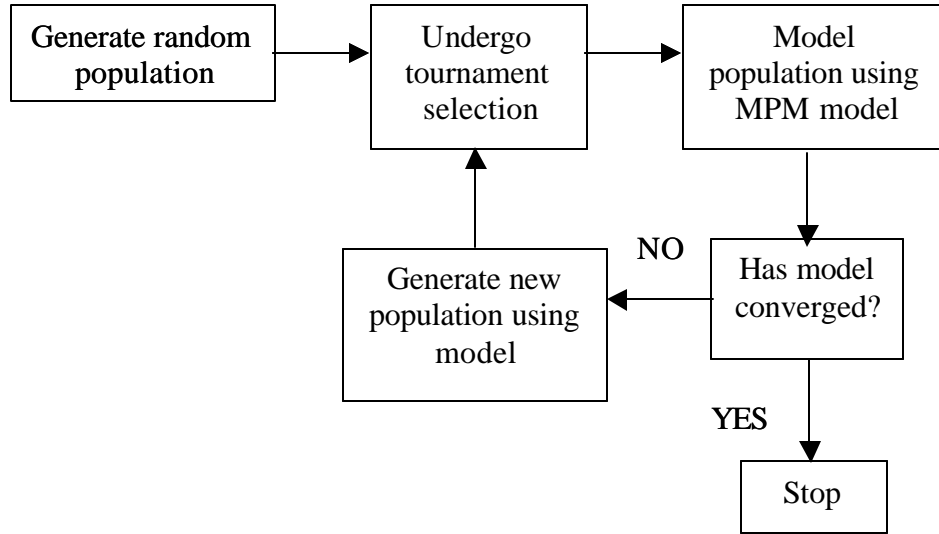 Generate random
population
Undergo
tournament
selection
Model
population using
MPM model
Has model
converged?
NO
Generate new
population using
model
YES
Stop